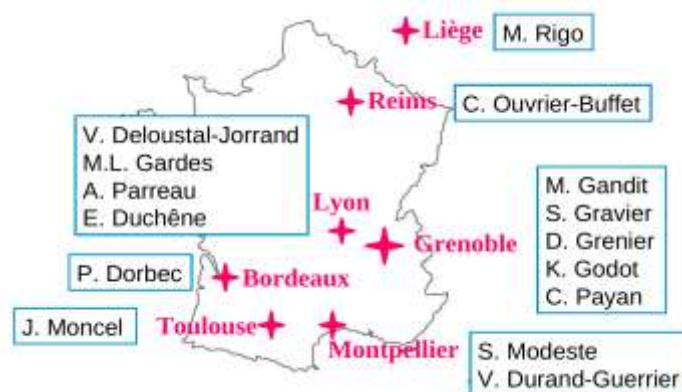 Liège
M. Rigo
Reims
C. Ouvrier-Buffet
V. Deloustal-Jorrand
M.L. Gardes
A. Parreau
E. Duchêne
Lyon
Grenoble
M. Gandit
S. Gravier
D. Grenier
K. Godot
C. Payan
P. Dorbec
Bordeaux
J. Moncel
Toulouse
Montpellier
S. Modeste
V. Durand-Guerrier